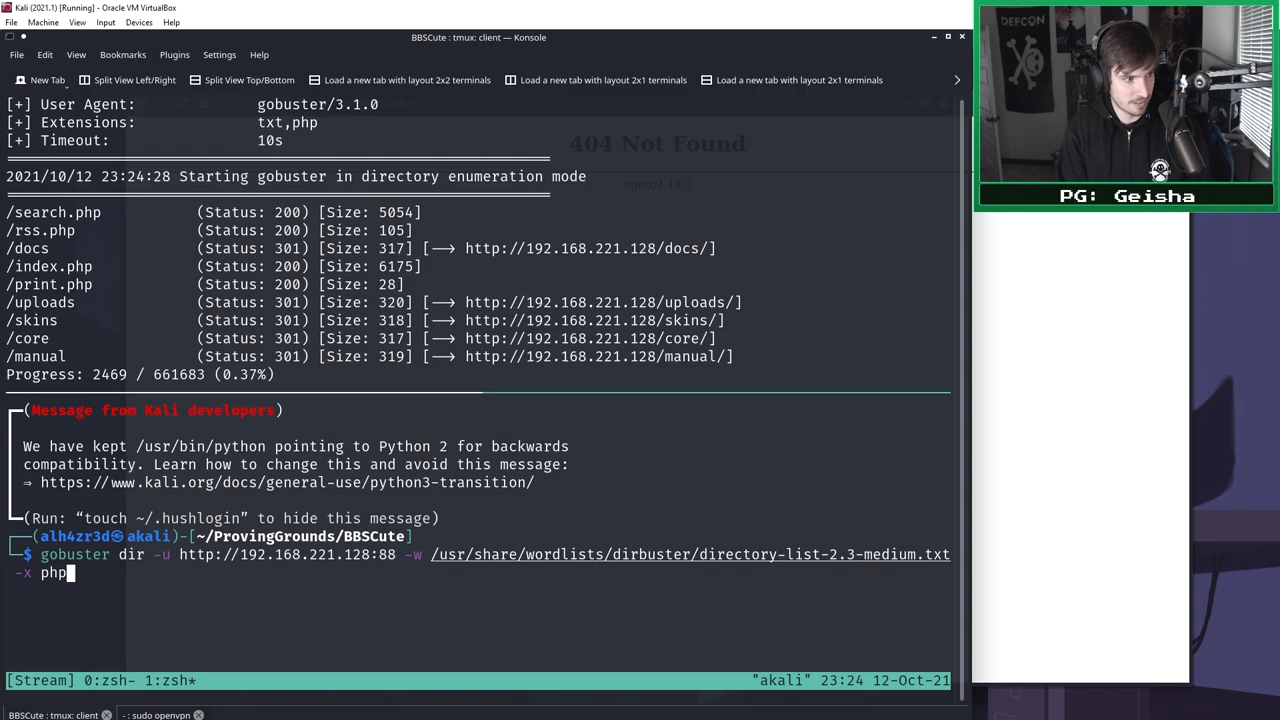 Kali (2021.1) [Running] - Oracle VM VirtualBox
File Machine View Input Devices Help
BBSCute : tmux: client — Konsole
File Edit View Bookmarks Plugins Settings Help
New Tab Split View Left/Right Split View Top/Bottom Load a new tab with layout 2x2 terminals Load a new tab with layout 2x1 terminals Load a new tab with layout 2x1 terminals
[+] User Agent: gobuster/3.1.0
[+] Extensions: txt,php
[+] Timeout: 10s
404 Not Found
nginx/1.14.2
2021/10/12 23:24:28 Starting gobuster in directory enumeration mode
/search.php (Status: 200) [Size: 5054]
/rss.php (Status: 200) [Size: 105]
/docs (Status: 301) [Size: 317] [--> http://192.168.221.128/docs/]
/index.php (Status: 200) [Size: 6175]
/print.php (Status: 200) [Size: 28]
/uploads (Status: 301) [Size: 320] [--> http://192.168.221.128/uploads/]
/skins (Status: 301) [Size: 318] [--> http://192.168.221.128/skins/]
/core (Status: 301) [Size: 317] [--> http://192.168.221.128/core/]
/manual (Status: 301) [Size: 319] [--> http://192.168.221.128/manual/]
Progress: 2469 / 661683 (0.37%)
(Message from Kali developers)
We have kept /usr/bin/python pointing to Python 2 for backwards
compatibility. Learn how to change this and avoid this message:
⇒ https://www.kali.org/docs/general-use/python3-transition/
(Run: “touch ~/.hushlogin” to hide this message)
(alh4zr3d㉿akali)-[~/ProvingGrounds/BBSCute]
$ gobuster dir -u http://192.168.221.128:88 -w /usr/share/wordlists/dirbuster/directory-list-2.3-medium.txt
-x php
[Stream] 0:zsh- 1:zsh* "akali" 23:24 12-Oct-21
BBSCute : tmux: client - : sudo openvpn
DEFCON
PG: Geisha